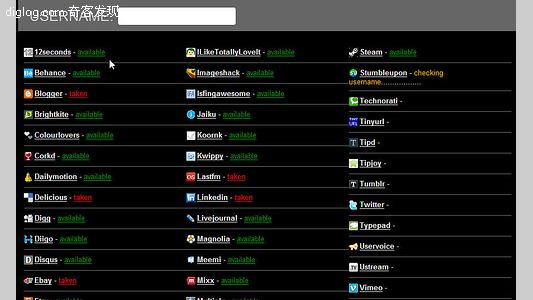 diglog.com 奇客发现
USERNAME:
12seconds - available
Behance - available
Blogger - taken
Brightkite - available
Colourlovers - available
Corkd - available
Dailymotion - available
Delicious - taken
Digg - available
Diigo - available
Disqus - available
Ebay - taken
ILikeTotallyLoveIt - available
Imageshack - available
Isfingawesome - available
Jaiku - available
Koornk - available
Kwippy - available
Lastfm - taken
Linkedin - taken
Livejournal - available
Magnolia - available
Meemi - available
Mixx - available
Steam - available
Stumbleupon - checking
username...................
Technorati -
Tinyurl -
Tipd -
Tipjoy -
Tumblr -
Twitter -
Typepad -
Uservoice -
Ustream -
Vimeo -